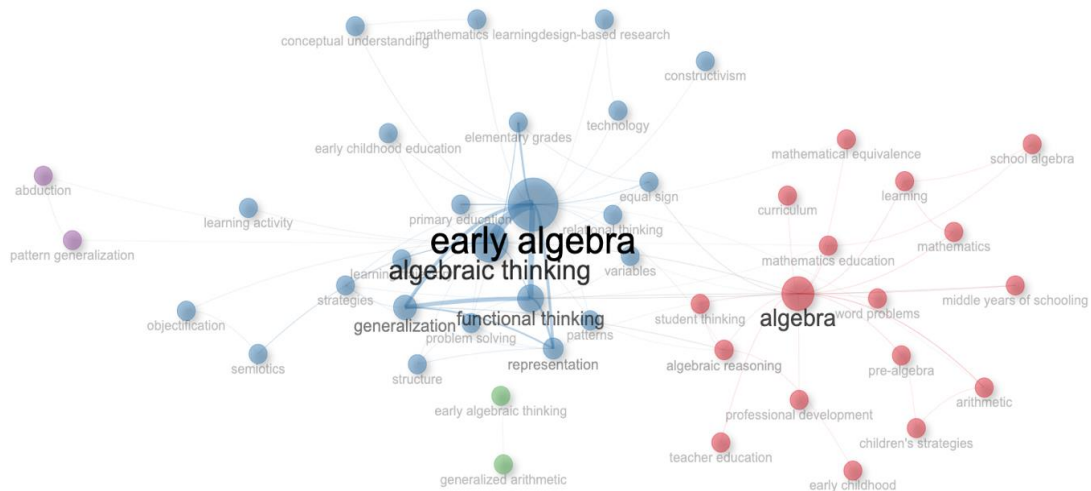 conceptual understanding
mathematics learning
design-based research
constructivism
technology
elementary grades
early childhood education
mathematical equivalence
school algebra
abduction
learning
equal sign
curriculum
primary education
learning activity
relational thinking
mathematics
early algebra
pattern generalization
mathematics education
algebraic thinking
learning
variables
strategies
middle years of schooling
word problems
objectification
generalization
functional thinking
student thinking
algebra
problem solving
patterns
semiotics
structure
representation
algebraic reasoning
pre-algebra
arithmetic
early algebraic thinking
professional development
children's strategies
teacher education
generalized arithmetic
early childhood